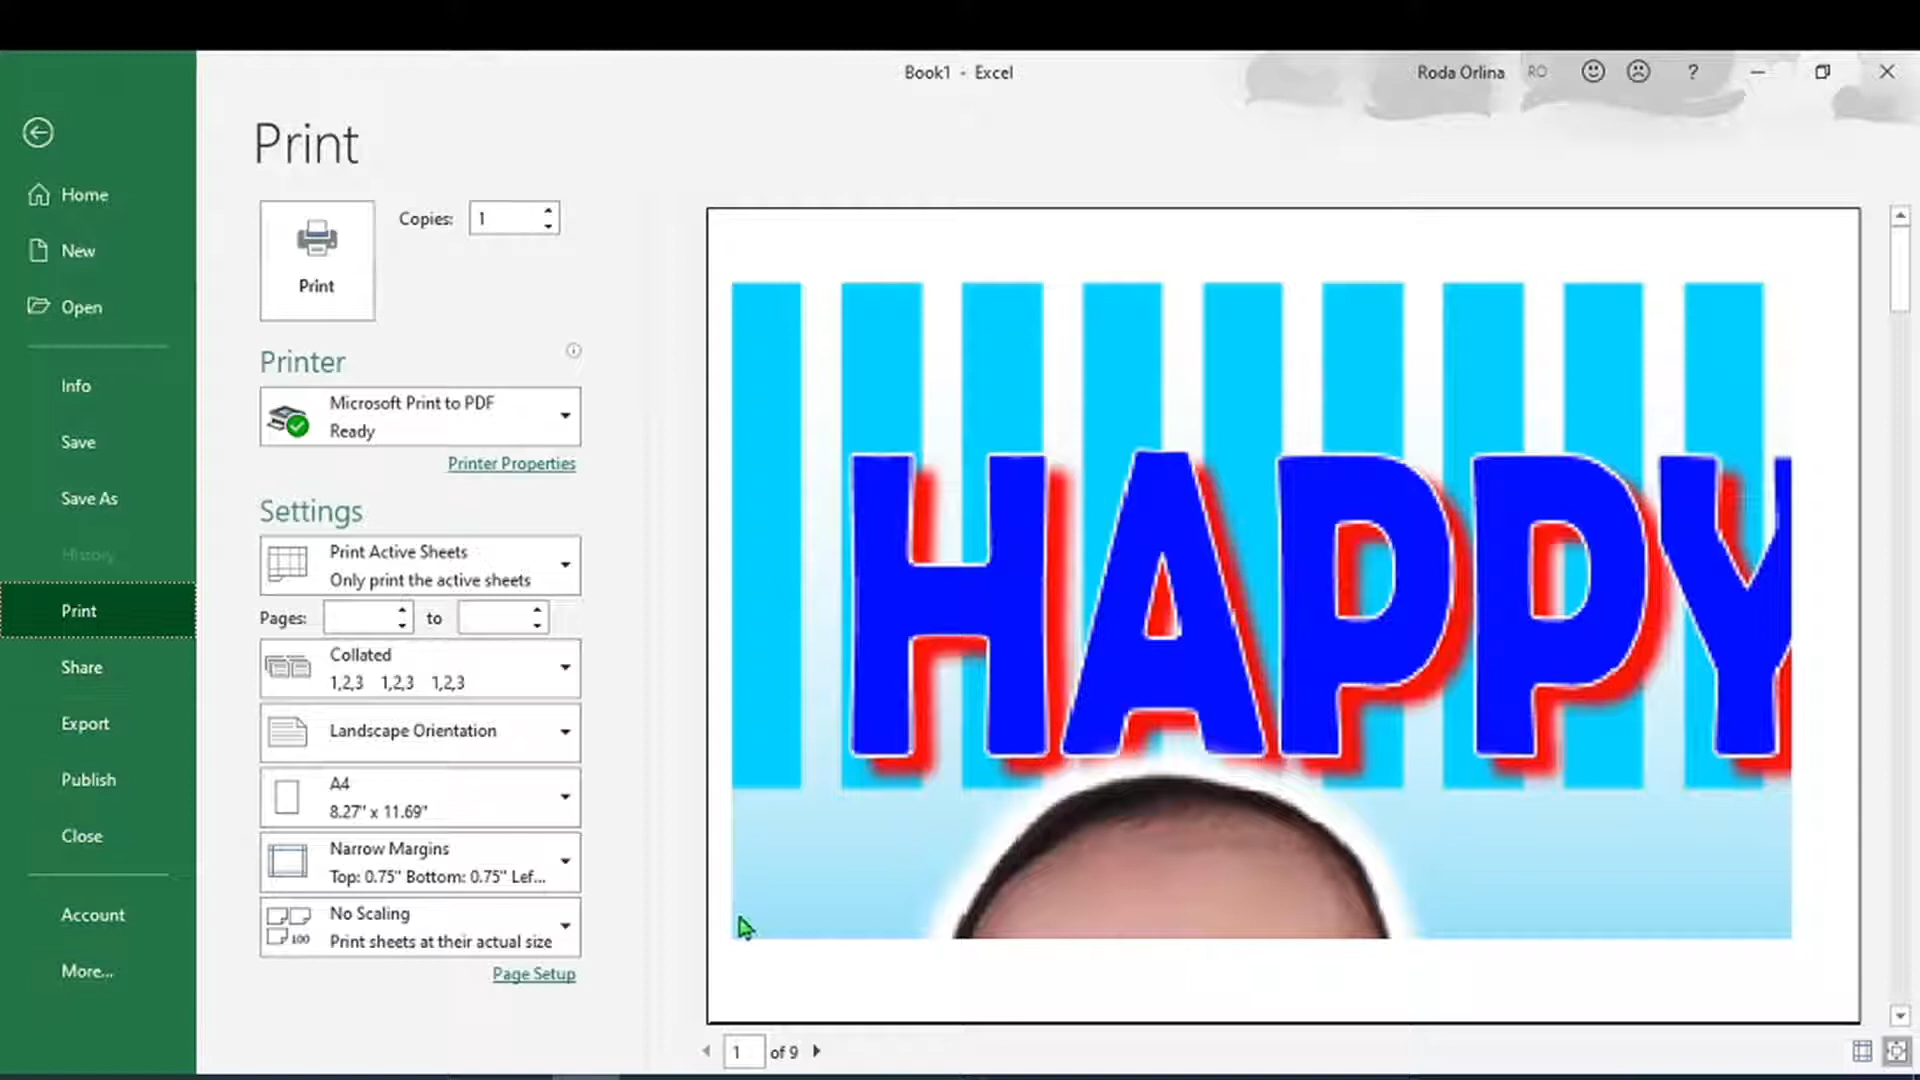 Book1 - Excel
Roda Orlina RO ?
Print
Home
New
Open
Info
Save
Save As
History
Print
Share
Export
Publish
Close
Account
More...
Print
Copies: 1
Printer
Microsoft Print to PDF
Ready
Printer Properties
Settings
Print Active Sheets
Only print the active sheets
Pages: to
Collated
1,2,3 1,2,3 1,2,3
Landscape Orientation
A4
8.27" x 11.69"
Narrow Margins
Top: 0.75" Bottom: 0.75" Lef...
No Scaling
100
Print sheets at their actual size
Page Setup
HAPPY
1 of 9